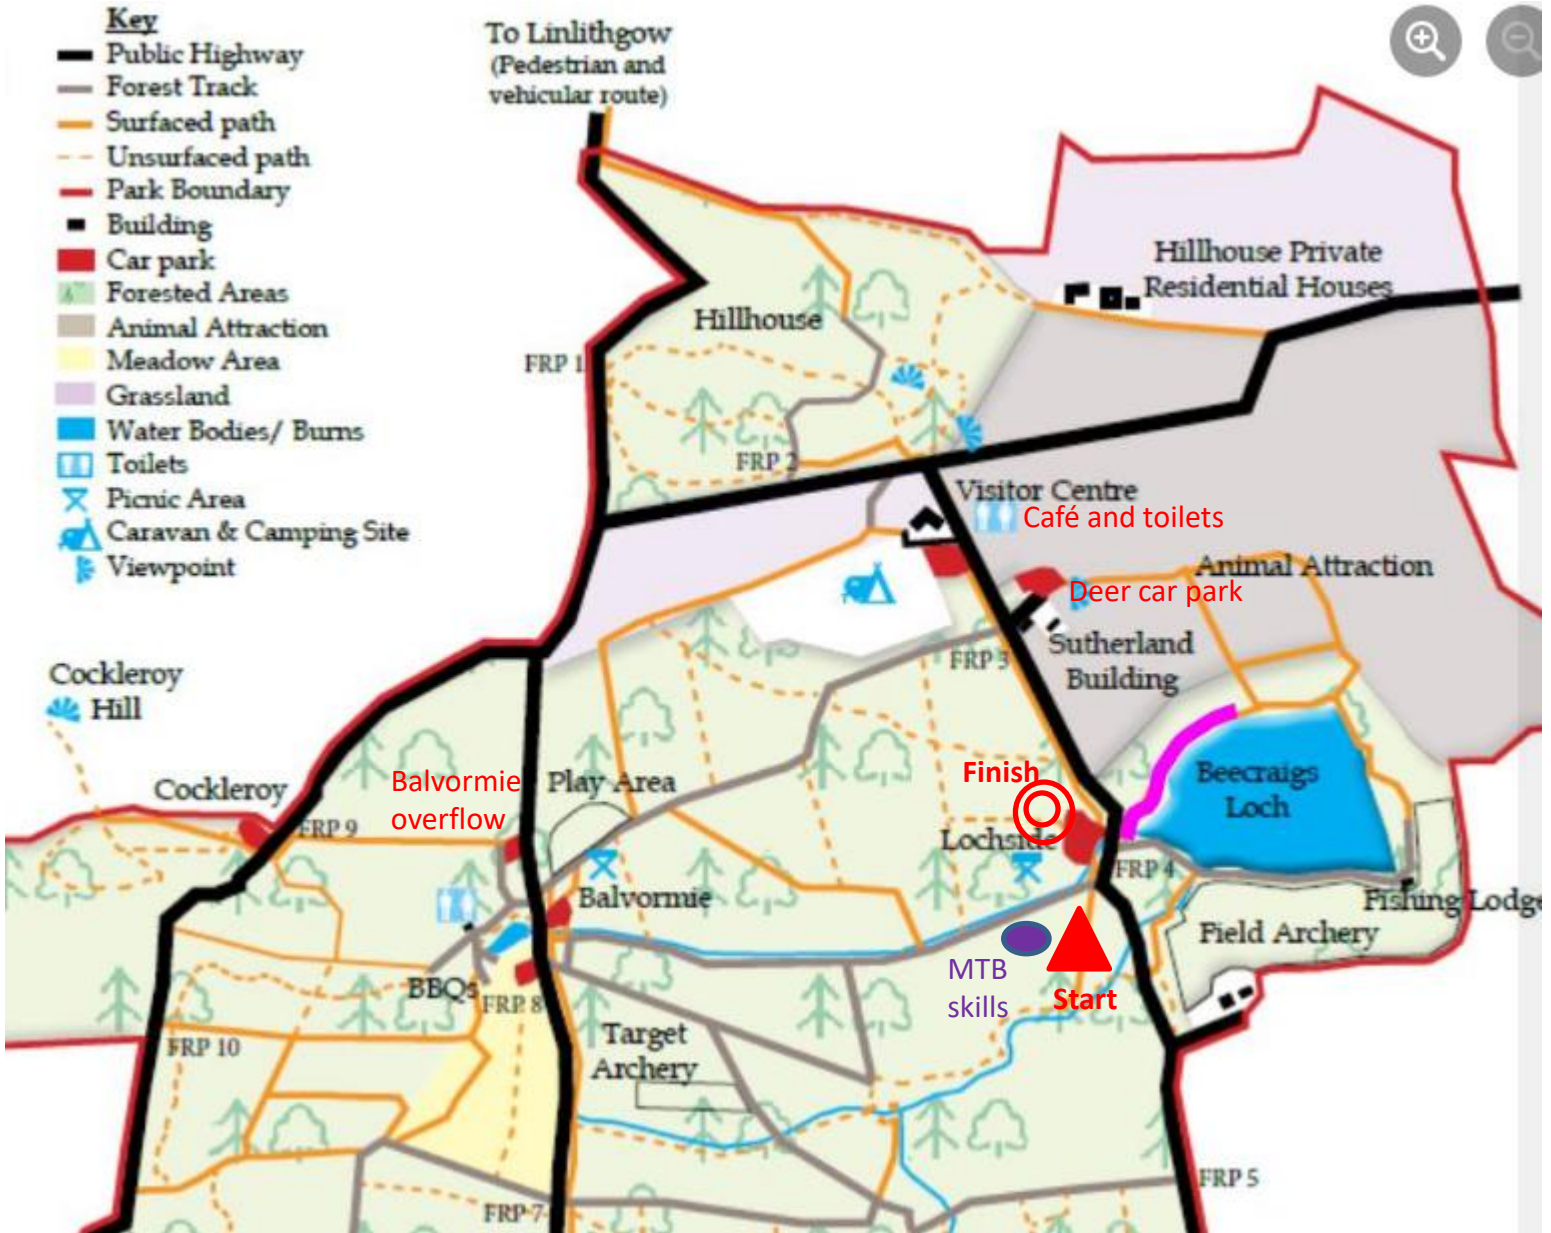 Key
Public Highway
Forest Track
Surfaced path
Unsurfaced path
Park Boundary
Building
Car park
Forested Areas
Animal Attraction
Meadow Area
Grassland
Water Bodies/ Burns
Toilets
Picnic Area
Caravan & Camping Site
Viewpoint
To Linlithgow
(Pedestrian and
vehicular route)
Hillhouse Private
Residential Houses
Hillhouse
FRP 1
FRP 2
Visitor Centre
Café and toilets
Animal Attraction
Deer car park
Sutherland
Building
FRP 3
Cockleroy
Hill
Cockleroy
FRP 9
Balvormie
overflow
Play Area
Finish
Lochside
Beecraigs
Loch
FRP 4
Fishing Lodge
Field Archery
Balvormie
BBQs
FRP 8
MTB
skills
Start
Target
Archery
FRP 10
FRP 7
FRP 5